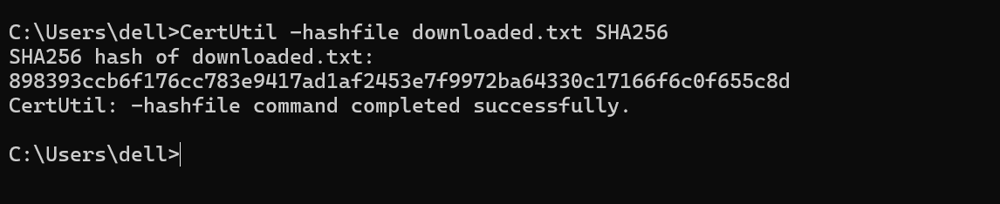 C:\Users\dell>CertUtil -hashfile downloaded.txt SHA256
SHA256 hash of downloaded.txt:
898393ccb6f176cc783e9417ad1af2453e7f9972ba64330c17166f6c0f655c8d
CertUtil: -hashfile command completed successfully.
C:\Users\dell>